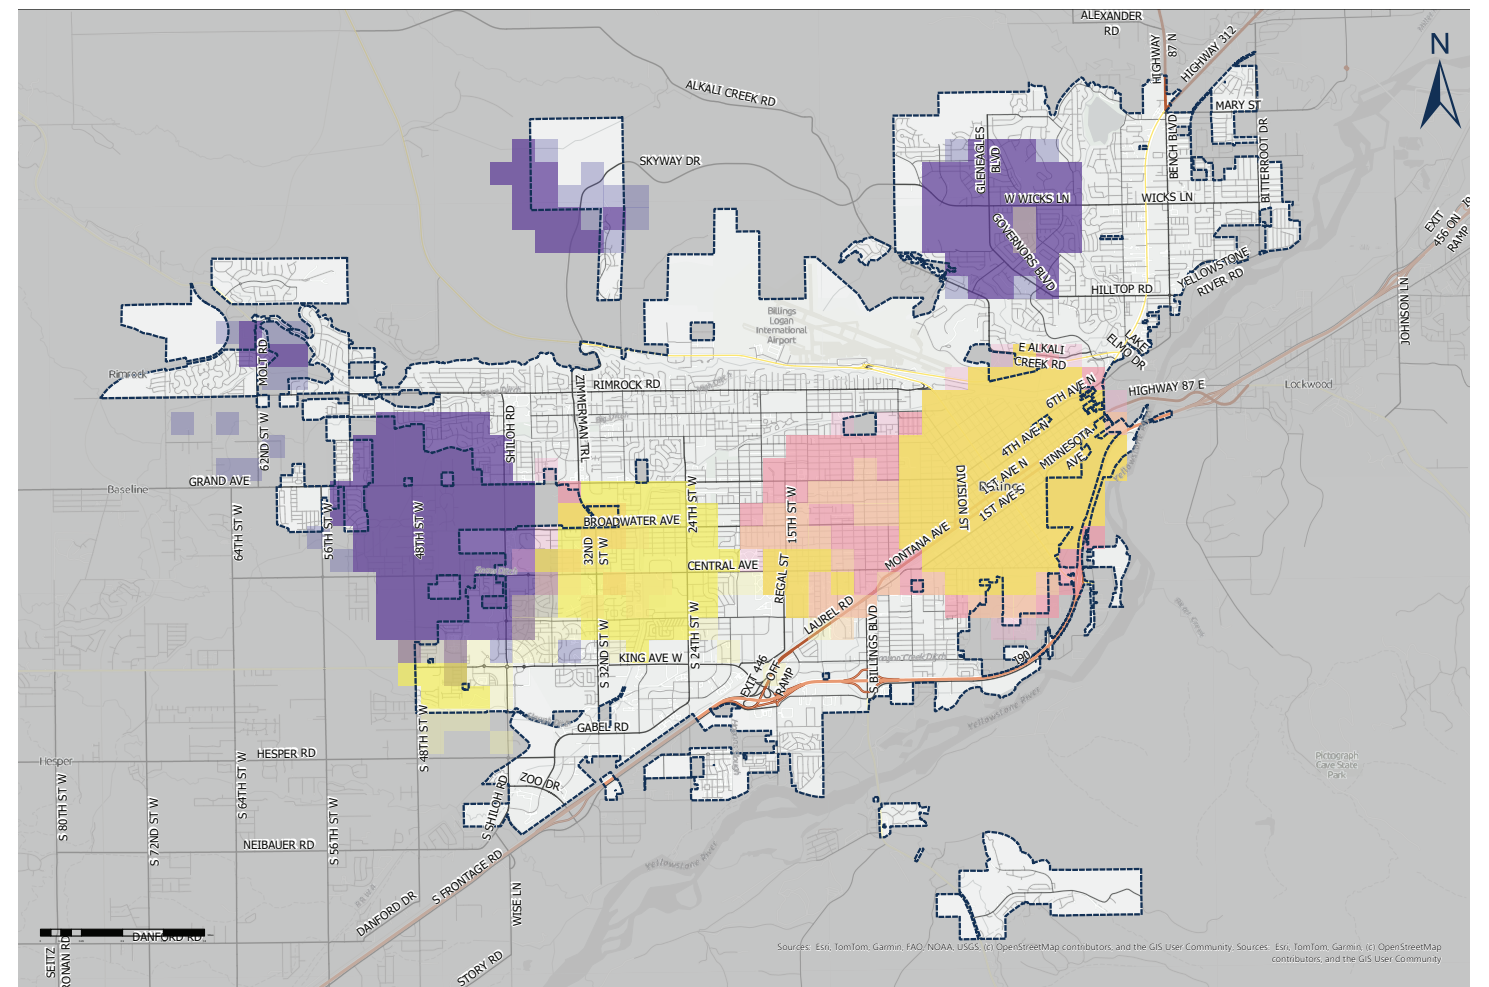 ALEXANDER
RD
HIGHWAY
87 N
HIGHWAY 312
N
ALKALI CREEK RD
MARY ST
BENCH BLVD
BITTERROOT DR
GLENEAGLES
BLVD
SKYWAY DR
W WICKS LN
WICKS LN
EXIT
456 ON
RAMP
GOVERNORS BLVD
YELLOWSTONE
RIVER RD
HILLTOP RD
JOHNSON LN
Billings
Logan
International
Airport
E ALKALI
CREEK RD
LAKE
ELMO DR
MOLT RD
Rimrock
RIMROCK RD
ZIMMERMAN TRL
6TH AVE N
HIGHWAY 87 E
Lockwood
SHILOH RD
62ND ST W
4TH AVE N
MINNESOTA
AVE
1ST AVE N
1ST AVE S
DIVISION ST
GRAND AVE
Baseline
64TH ST W
56TH ST W
48TH ST W
BROADWATER AVE
24TH ST W
15TH ST W
32ND
ST W
MONTANA AVE
CENTRAL AVE
REGAL ST
LAUREL RD
S BILLINGS BLVD
S 32ND ST W
S 24TH ST W
KING AVE W
EXIT 446
OFF
RAMP
I90
Yellowstone River
GABEL RD
S 48TH ST W
HESPER RD
Hesper
Pictograph
Cave State
Park
ZOO DR
S SHILOH RD
S 80TH ST W
S 72ND ST W
S 64TH ST W
S 56TH ST W
NEIBAUER RD
Yellowstone River
S FRONTAGE RD
DANFORD DR
WISE LN
DANFORD RD
SEITZ
RONAN RD
STORY RD
Sources: Esri, TomTom, Garmin, FAO, NOAA, USGS, (c) OpenStreetMap contributors, and the GIS User Community, Sources: Esri, TomTom, Garmin, (c) OpenStreetMap
contributors, and the GIS User Community